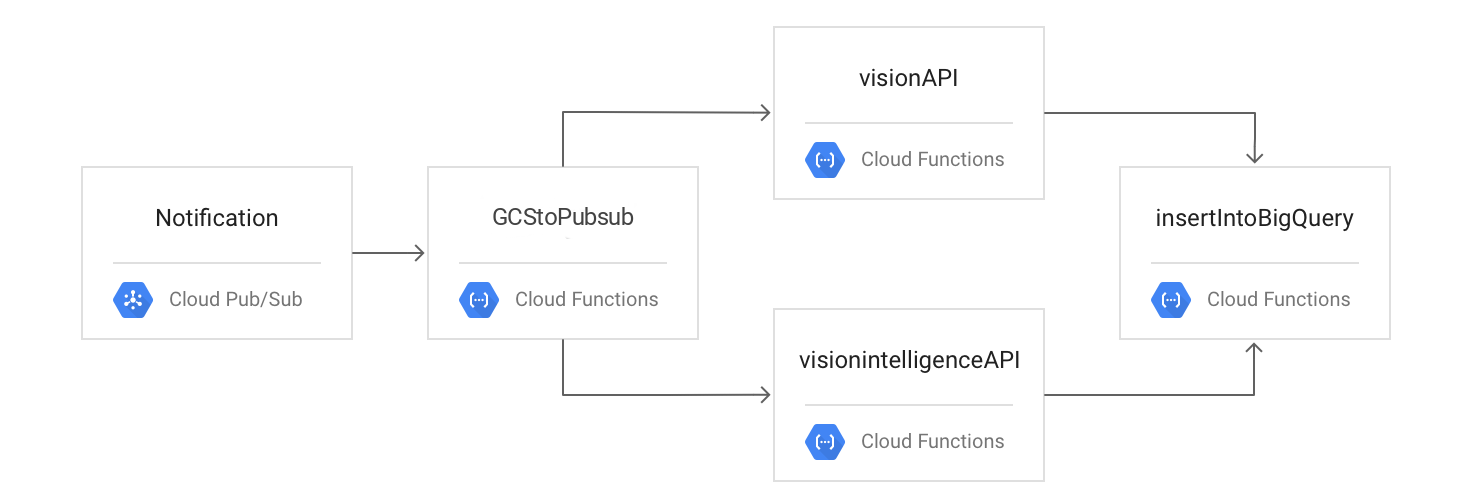 Notification
Cloud Pub/Sub
GCStoPubsub
Cloud Functions
visionAPI
Cloud Functions
visionintelligenceAPI
Cloud Functions
insertIntoBigQuery
Cloud Functions